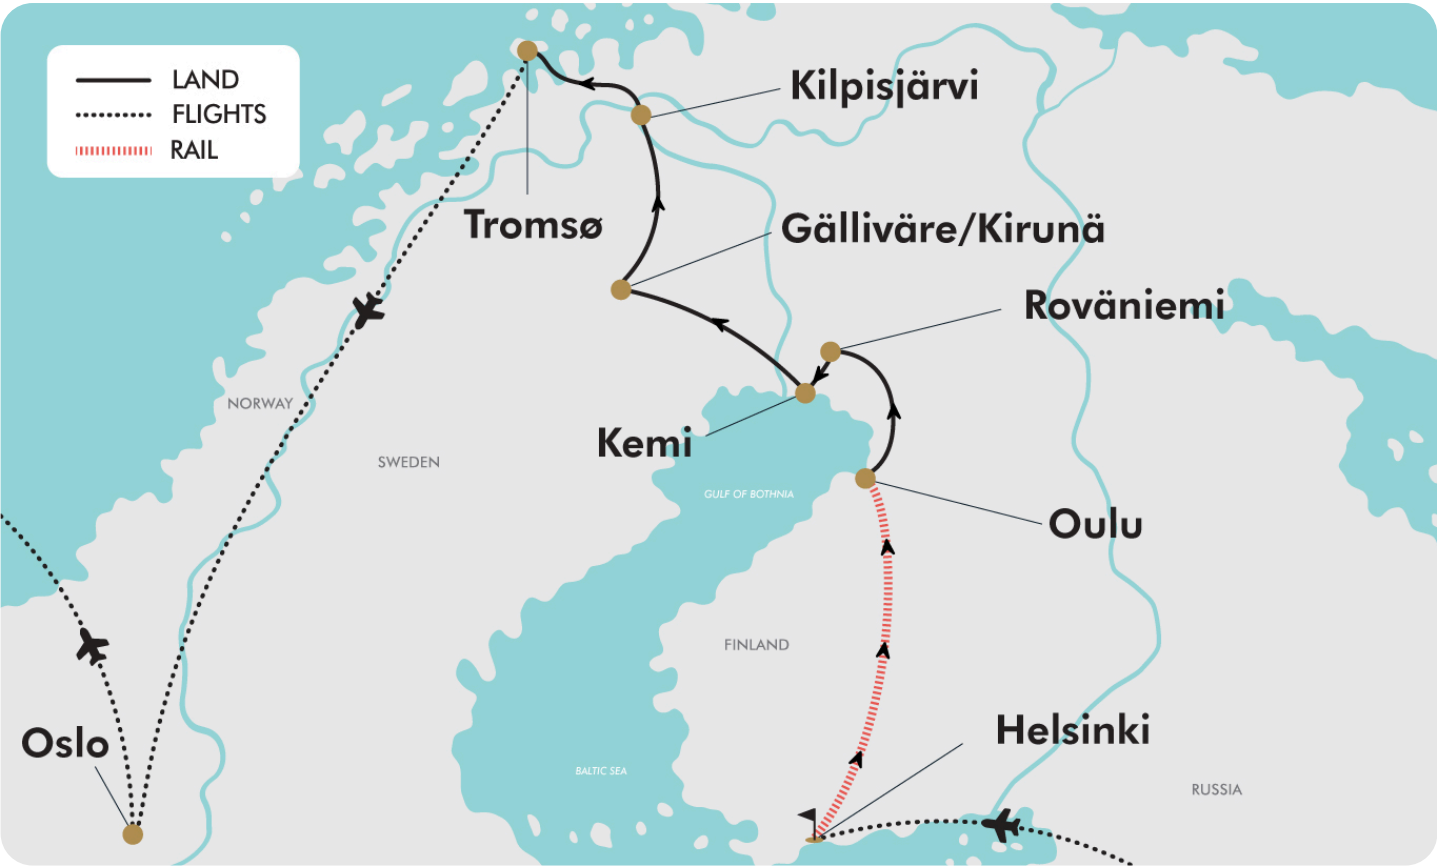 LAND
FLIGHTS
RAIL
Kilpisjärvi
Tromsø
Gälliväre/Kirunä
Roväniemi
NORWAY
Kemi
SWEDEN
GULF OF BOTHNIA
Oulu
FINLAND
Oslo
Helsinki
BALTIC SEA
RUSSIA